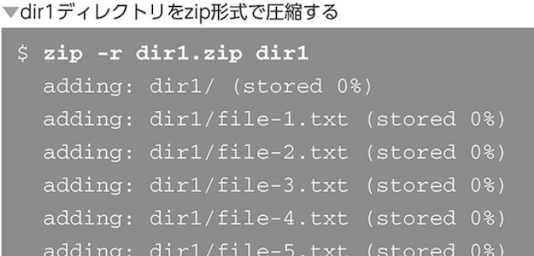 ▼dir1ディレクトリをzip形式で圧縮する
$ zip -r dir1.zip dir1
adding: dir1/ (stored 0%)
adding: dir1/file-1.txt (stored 0%)
adding: dir1/file-2.txt (stored 0%)
adding: dir1/file-3.txt (stored 0%)
adding: dir1/file-4.txt (stored 0%)
adding: dir1/file-5.txt (stored 0%)